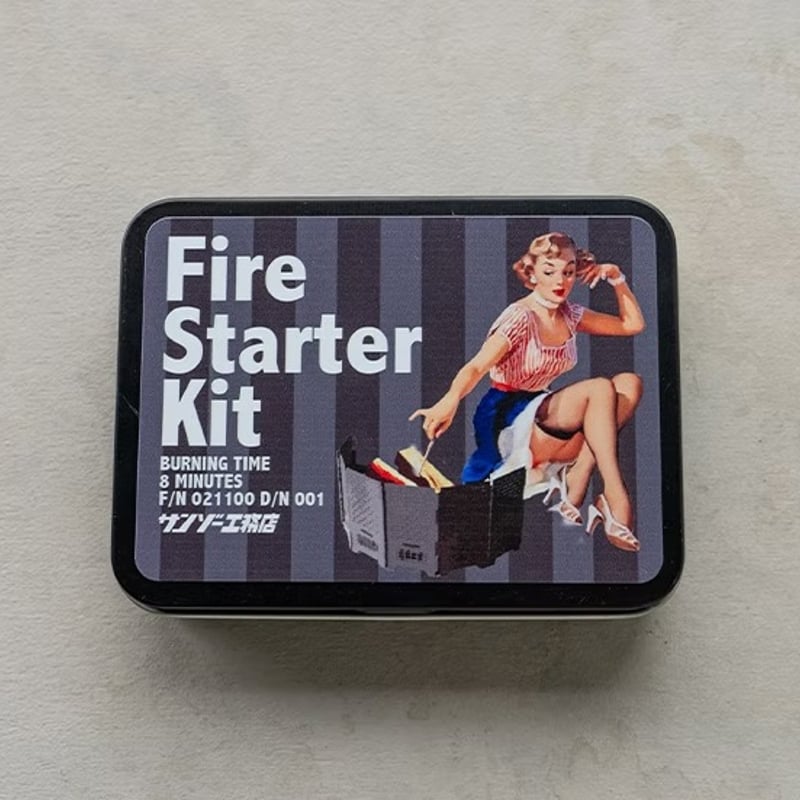 Fire
Starter
Kit
BURNING TIME
8 MINUTES
F/N 021100 D/N 001
サンゾー工務店